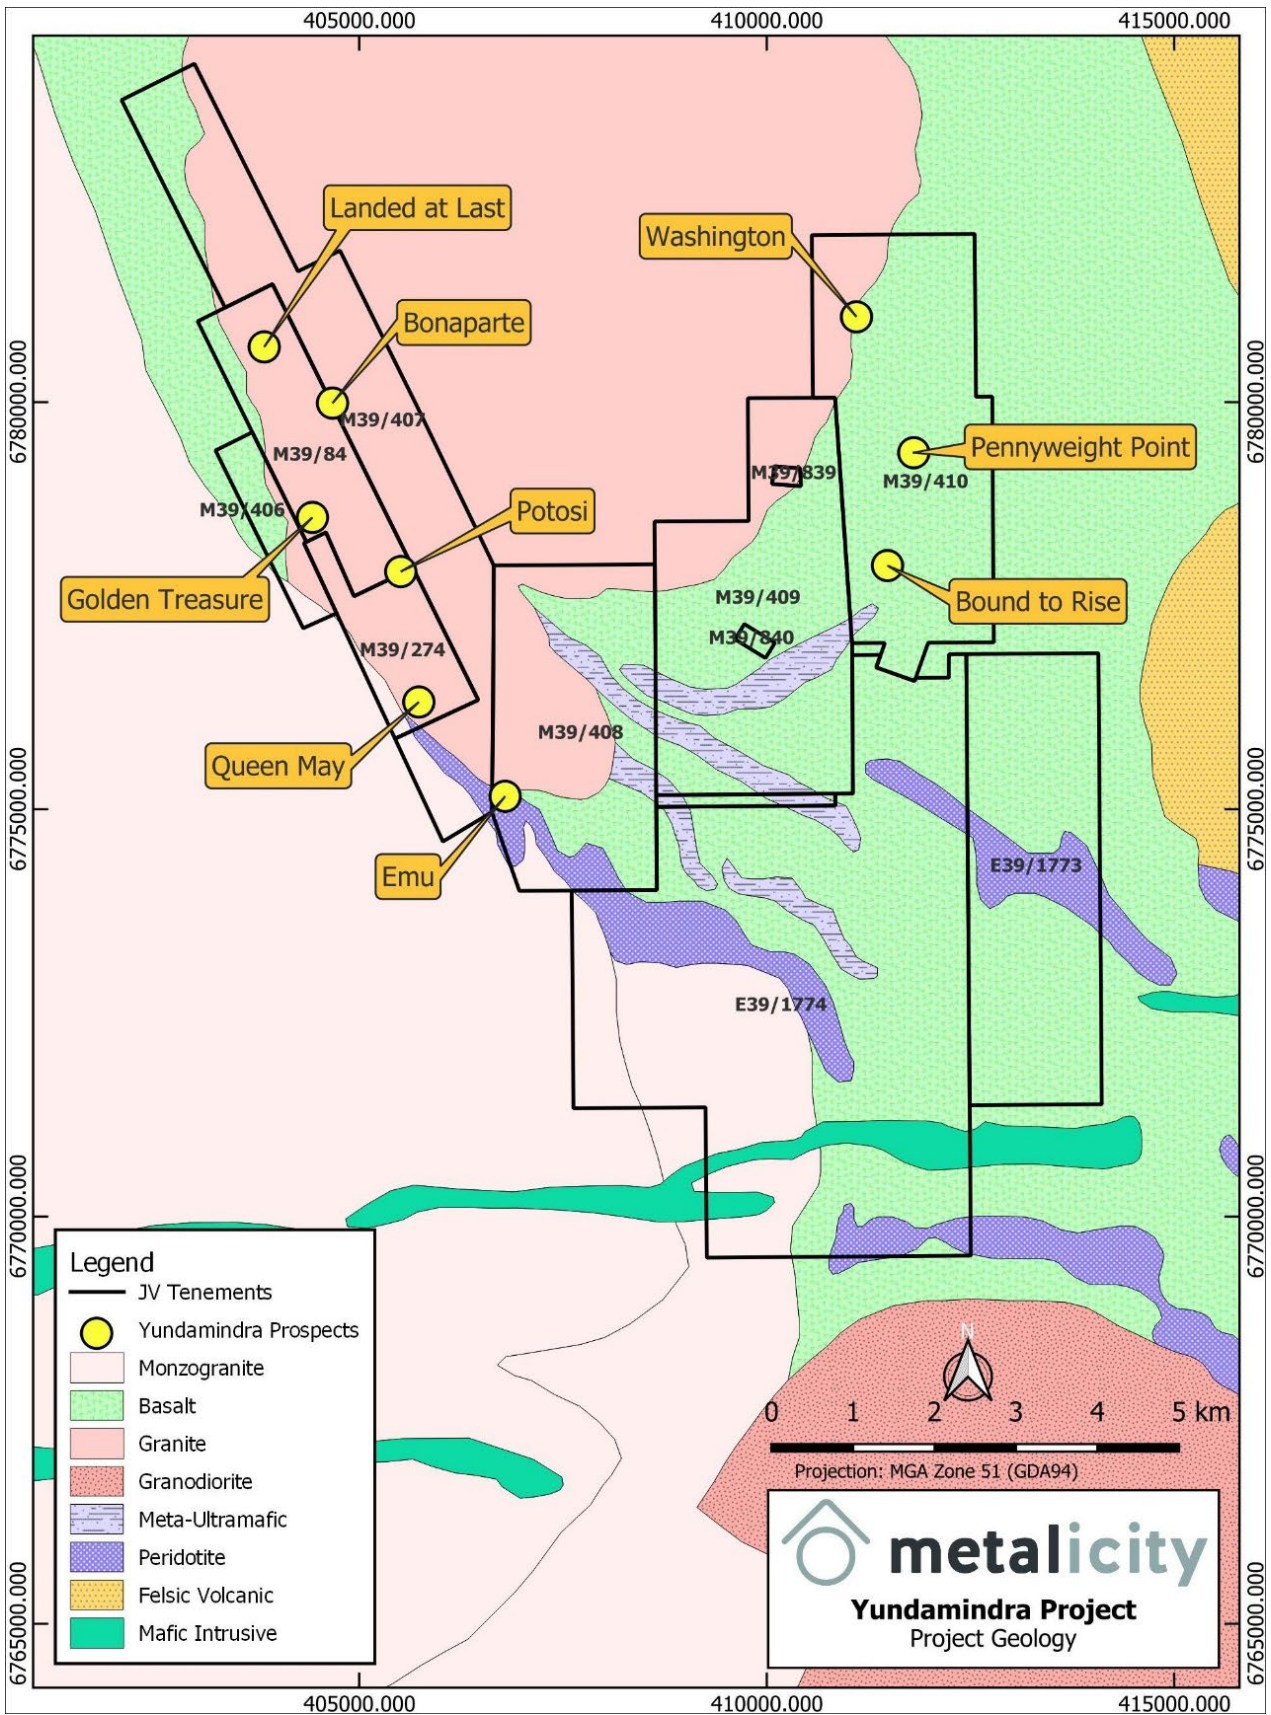 405000.000
410000.000
415000.000
6780000.000
6780000.000
Landed at Last
Washington
Bonaparte
M39/407
M39/84
Pennyweight Point
M39/839
M39/410
M39/406
Potosi
Golden Treasure
M39/409
Bound to Rise
M39/840
M39/274
M39/408
Queen May
6775000.000
6775000.000
Emu
E39/1773
E39/1774
6770000.000
6770000.000
Legend
JV Tenements
Yundamindra Prospects
Monzogranite
Basalt
Granite
Granodiorite
Meta-Ultramafic
Peridotite
Felsic Volcanic
Mafic Intrusive
N
0 1 2 3 4 5 km
Projection: MGA Zone 51 (GDA94)
metalicity
Yundamindra Project
Project Geology
6765000.000
6765000.000
405000.000
410000.000
415000.000